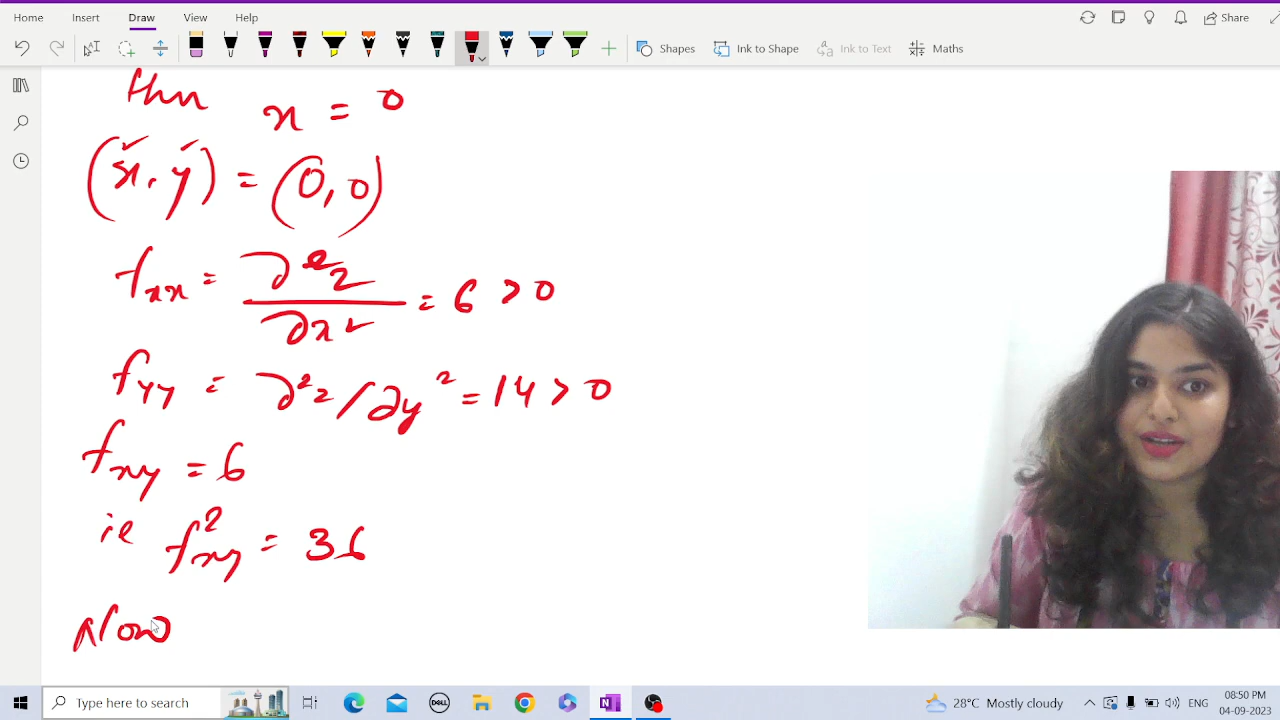 Home Insert Draw View Help Share
Shapes Ink to Shape Ink to Text Maths
then x = 0
(x, y) = (0, 0)
fxx = ∂²z / ∂x² = 6 > 0
fyy = ∂²z / ∂y² = 14 > 0
fxy = 6
ie f²xy = 36
Now
Type here to search
DELL
N
28°C Mostly cloudy
ENG
8:50 PM
04-09-2023